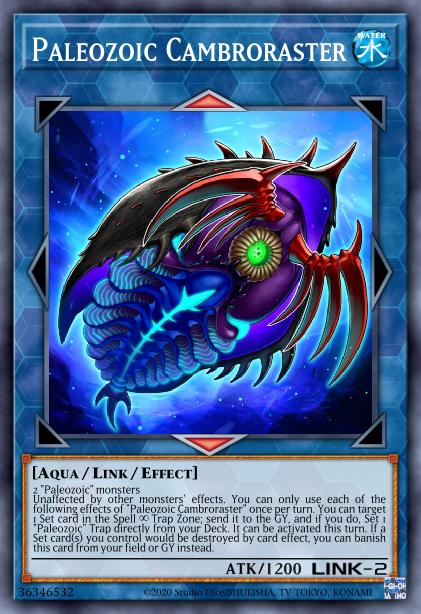 PALEOZOIC CAMBRORASTER
WATER
水
[AQUA / LINK / EFFECT]
2 "Paleozoic" monsters
Unaffected by other monsters' effects. You can only use each of the
following effects of "Paleozoic Cambroraster" once per turn. You can target
1 Set card in the Spell ∞ Trap Zone; send it to the GY, and if you do, Set 1
"Paleozoic" Trap directly from your Deck. It can be activated this turn. If a
Set card(s) you control would be destroyed by card effect, you can banish
this card from your field or GY instead.
ATK/1200 LINK-2
36346532 ©2020 Studio Dice/SHUEISHA, TV TOKYO, KONAMI